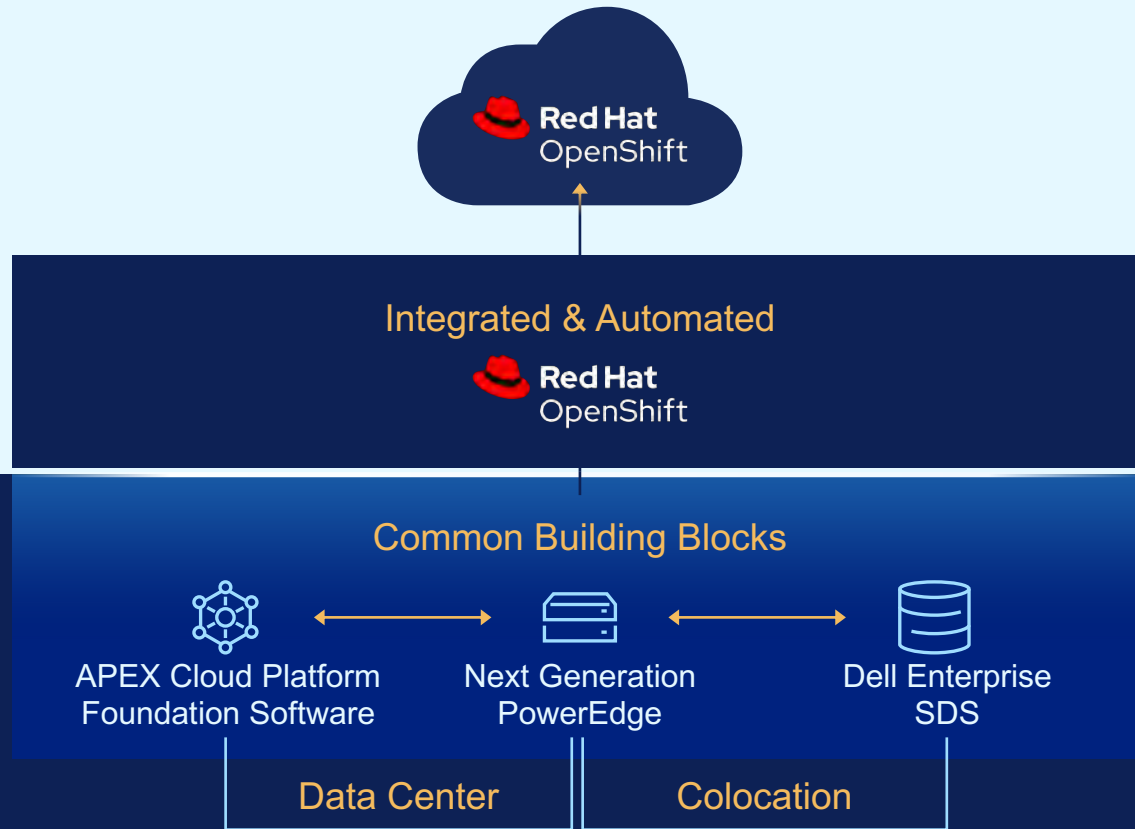 Red Hat
OpenShift
Integrated & Automated
Red Hat
OpenShift
Common Building Blocks
APEX Cloud Platform
Foundation Software
Next Generation
PowerEdge
Dell Enterprise
SDS
Data Center
Colocation